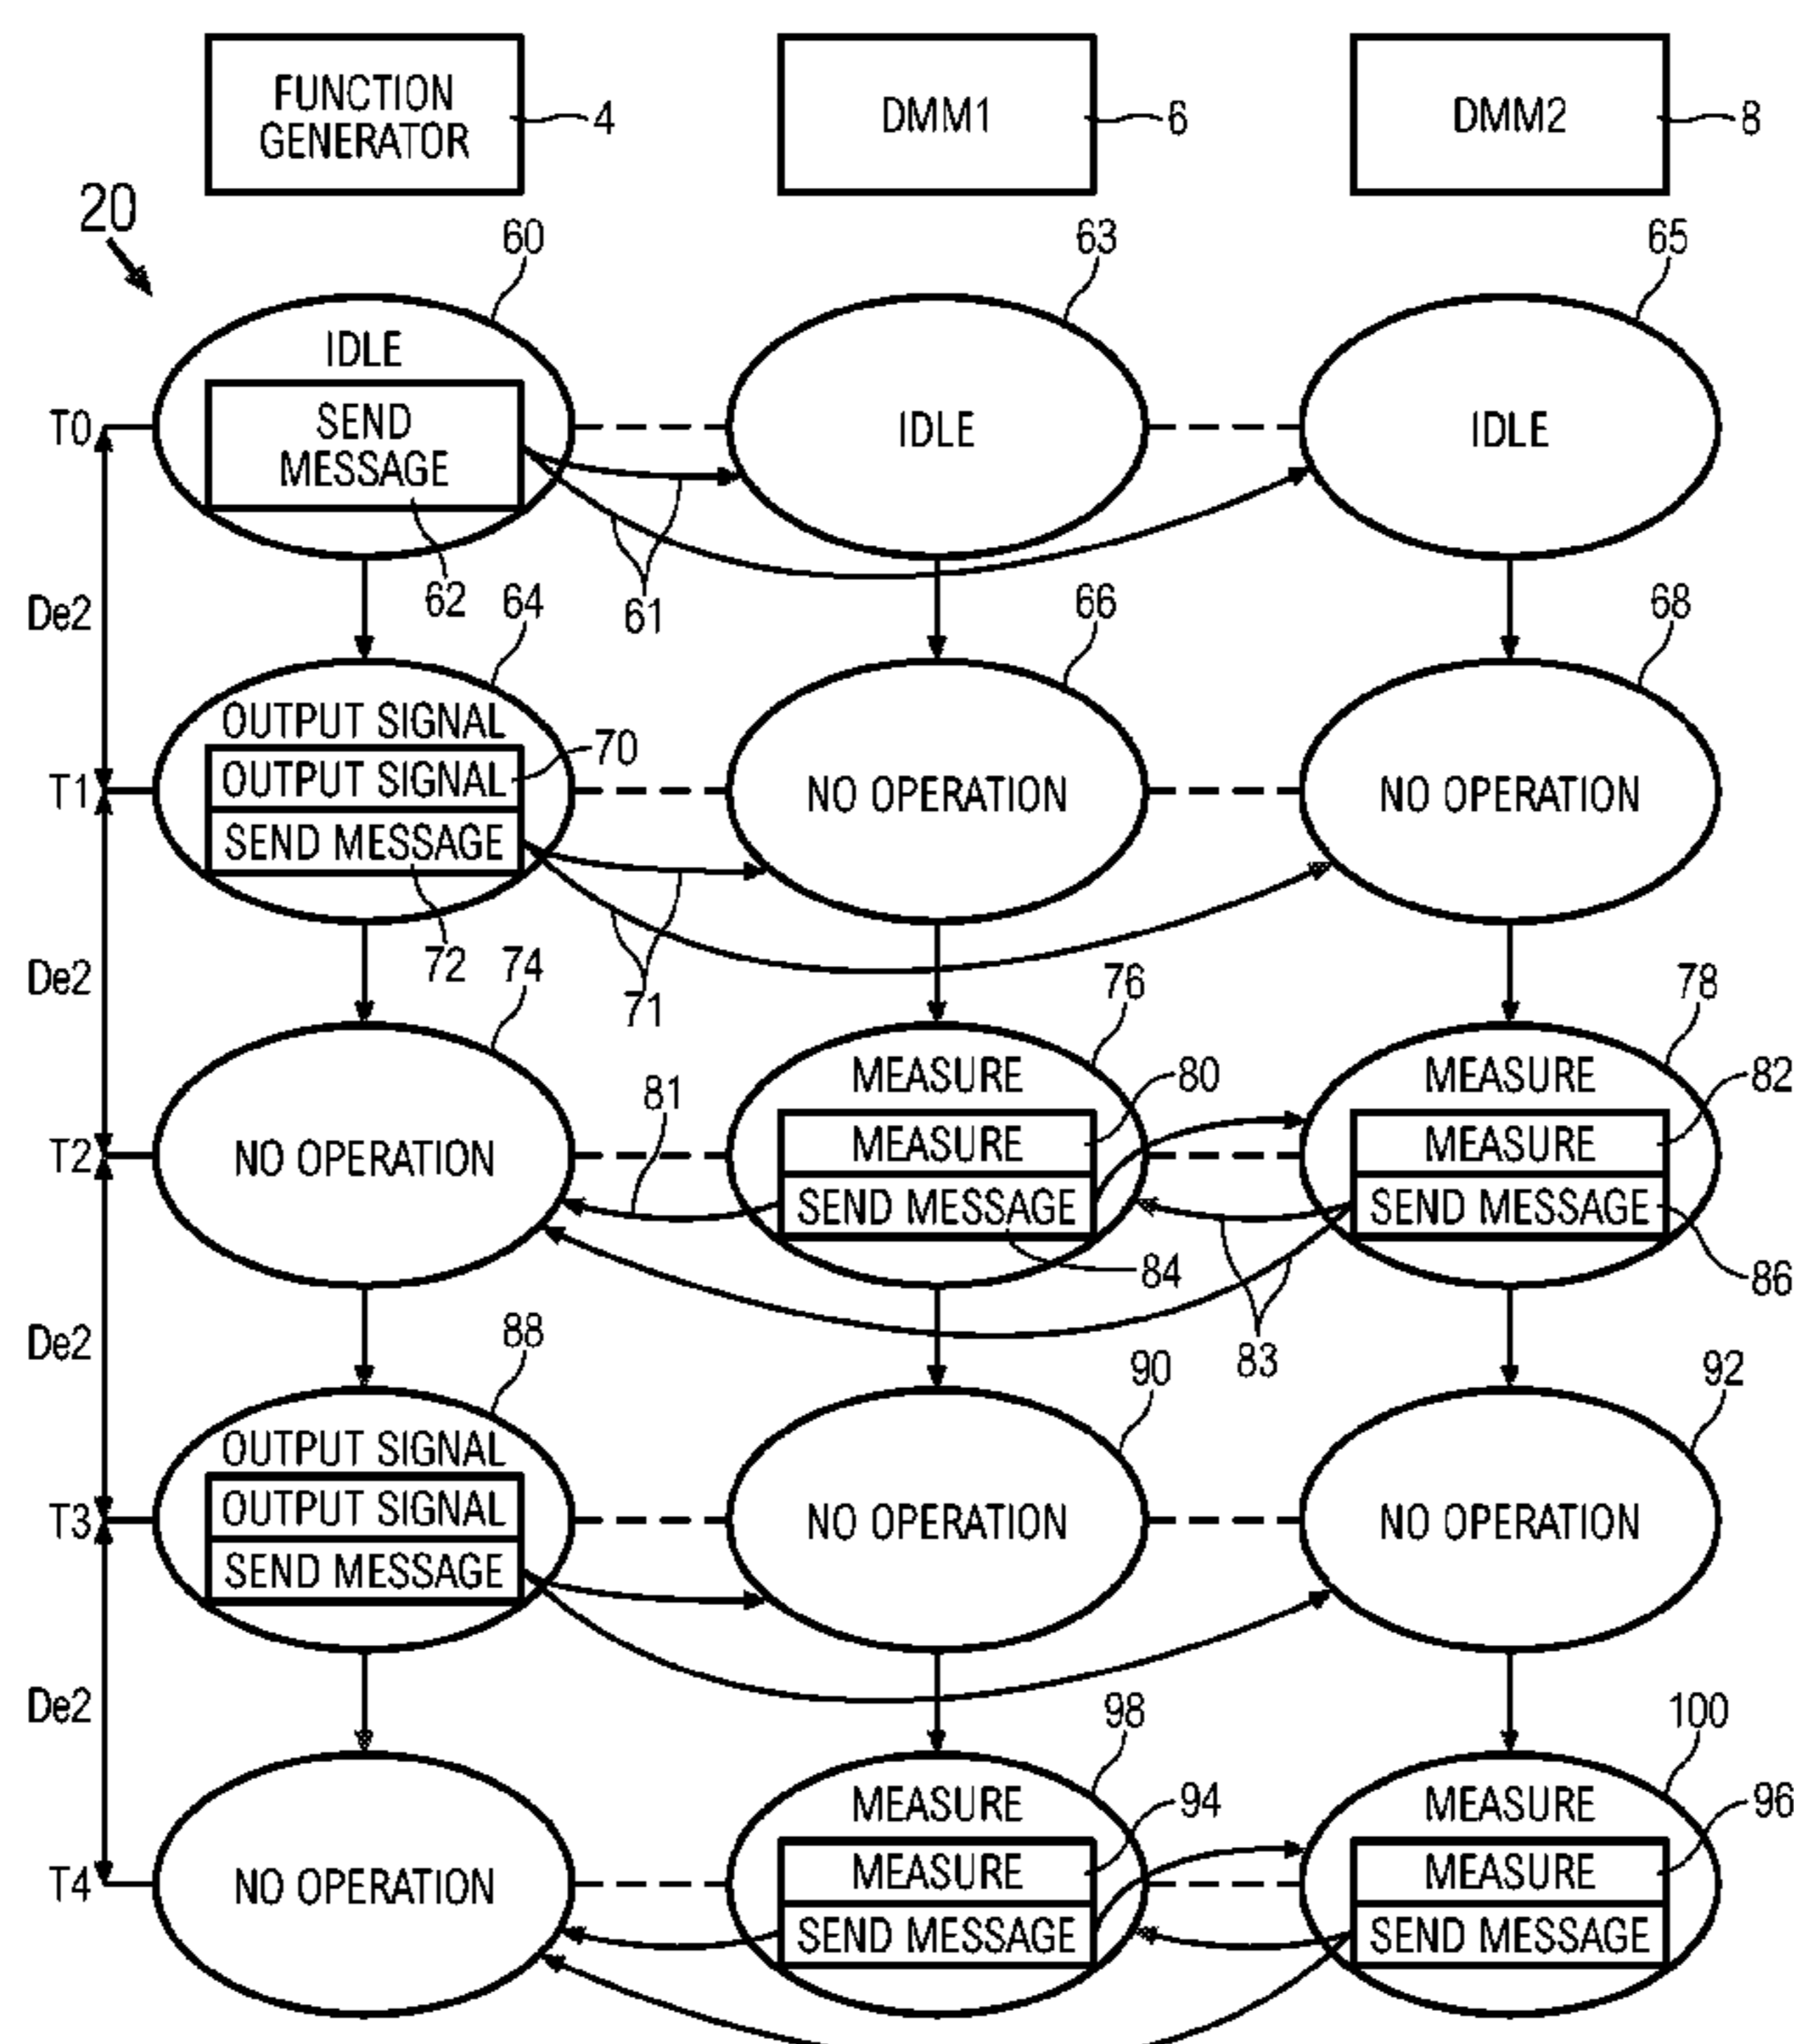 FUNCTION
GENERATOR
4
DMM1
6
DMM2
8
20
60
63
65
IDLE
SEND
MESSAGE
IDLE
IDLE
T0
De2
62
64
61
66
68
OUTPUT SIGNAL
OUTPUT SIGNAL
SEND MESSAGE
70
T1
NO OPERATION
NO OPERATION
De2
72
74
71
76
78
MEASURE
MEASURE
SEND MESSAGE
80
MEASURE
MEASURE
SEND MESSAGE
82
81
T2
NO OPERATION
84
86
De2
88
83
90
92
OUTPUT SIGNAL
OUTPUT SIGNAL
SEND MESSAGE
T3
NO OPERATION
NO OPERATION
De2
98
100
MEASURE
MEASURE
SEND MESSAGE
94
MEASURE
MEASURE
SEND MESSAGE
96
T4
NO OPERATION